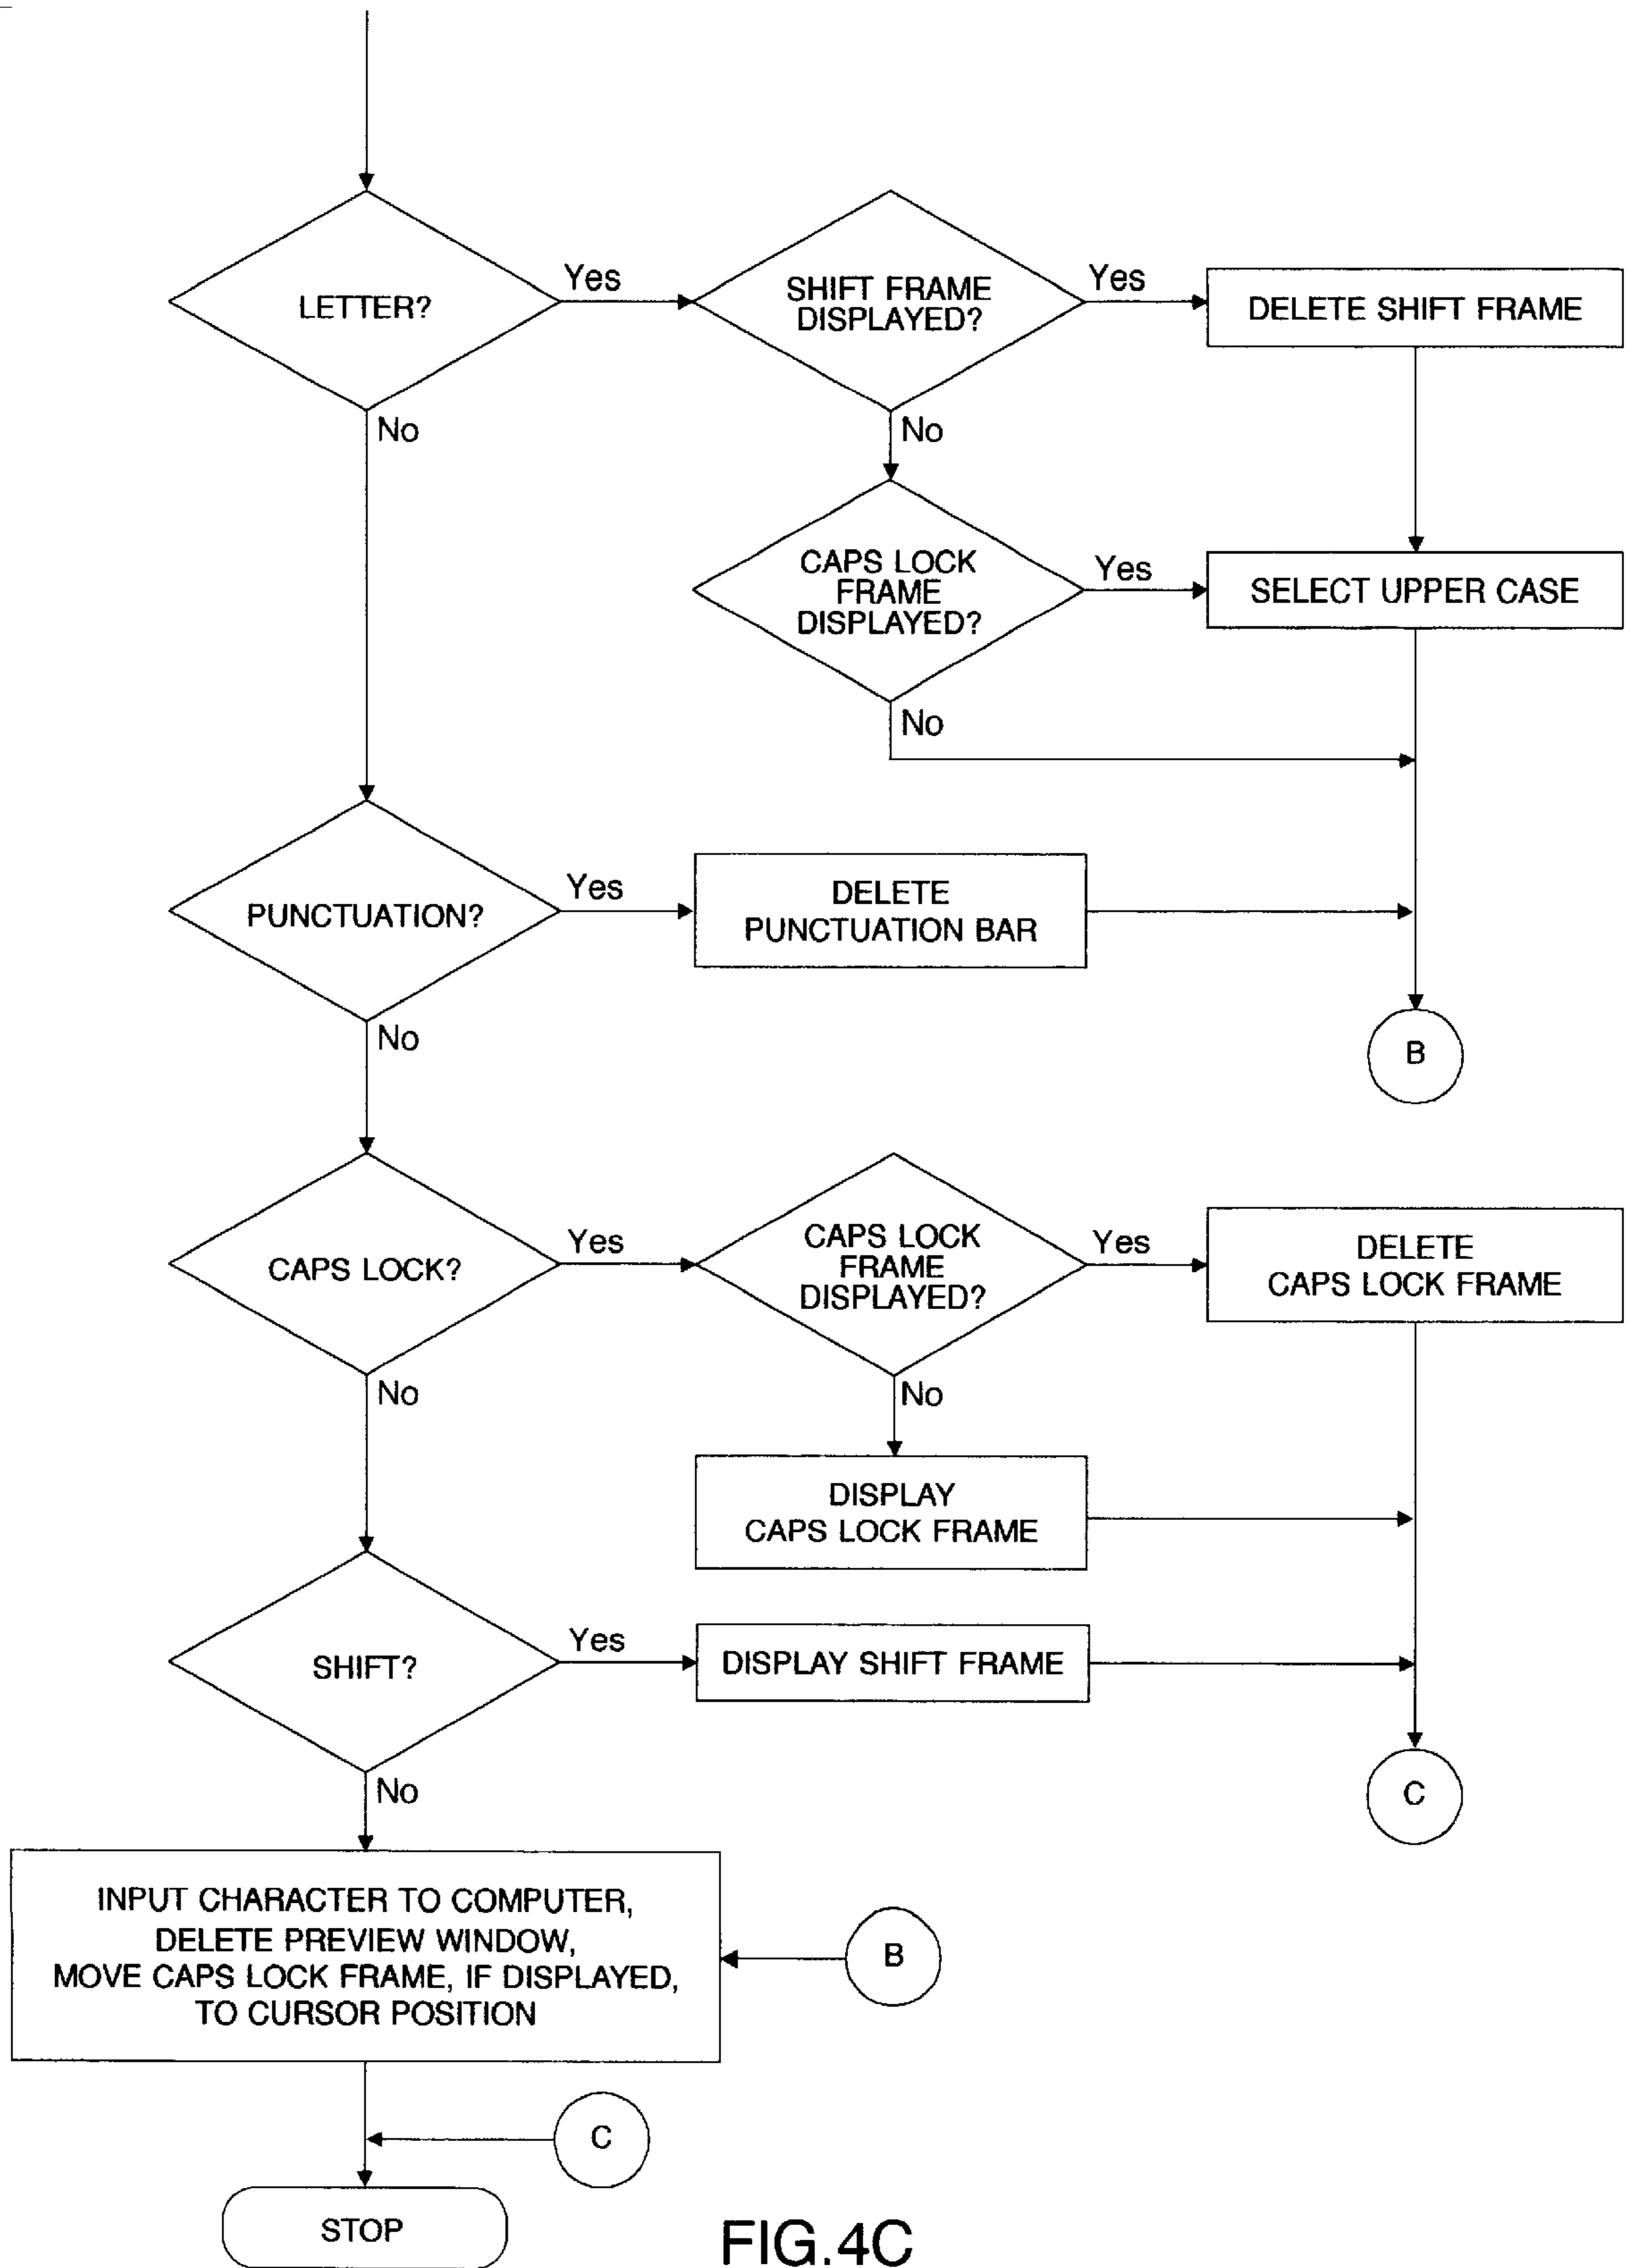 LETTER?
Yes
SHIFT FRAME
DISPLAYED?
Yes
DELETE SHIFT FRAME
No
No
CAPS LOCK
FRAME
DISPLAYED?
Yes
SELECT UPPER CASE
No
PUNCTUATION?
Yes
DELETE
PUNCTUATION BAR
No
B
CAPS LOCK?
Yes
CAPS LOCK
FRAME
DISPLAYED?
Yes
DELETE
CAPS LOCK FRAME
No
No
DISPLAY
CAPS LOCK FRAME
SHIFT?
Yes
DISPLAY SHIFT FRAME
No
C
INPUT CHARACTER TO COMPUTER,
DELETE PREVIEW WINDOW,
MOVE CAPS LOCK FRAME, IF DISPLAYED,
TO CURSOR POSITION
B
C
STOP
FIG.4C